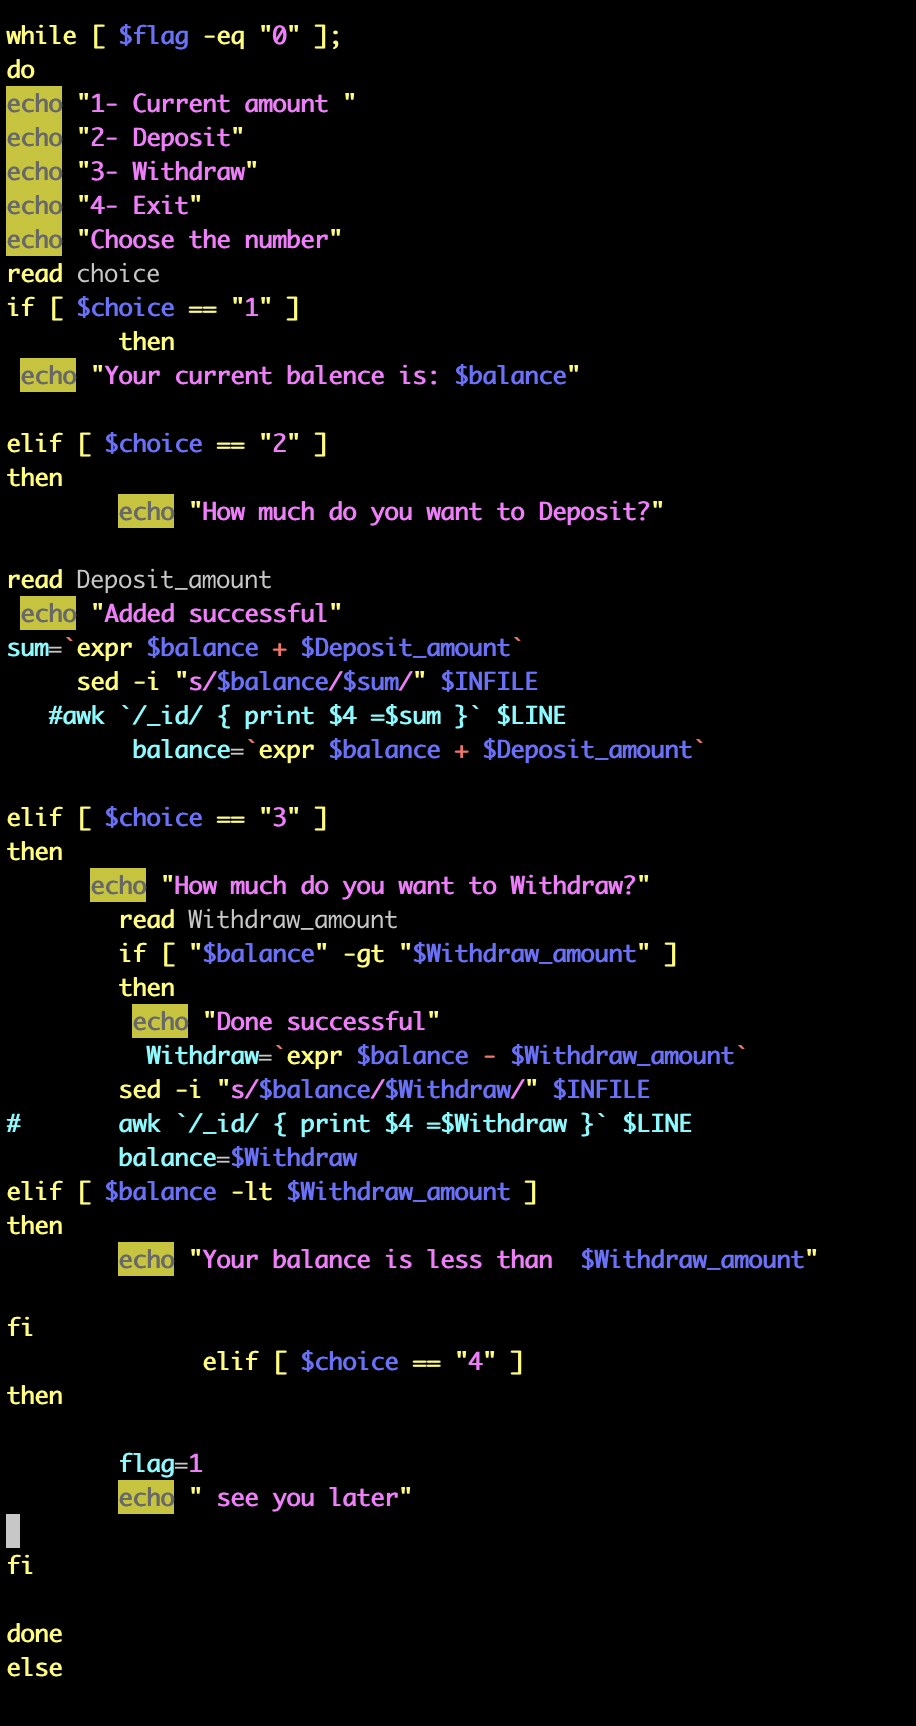 while [ $flag -eq "0" ];
do
echo "1- Current amount "
echo "2- Deposit"
echo "3- Withdraw"
echo "4- Exit"
echo "Choose the number"
read choice
if [ $choice == "1" ]
then
echo "Your current balence is: $balance"
elif [ $choice == "2" ]
then
echo "How much do you want to Deposit?"
read Deposit_amount
echo "Added successful"
sum=`expr $balance + $Deposit_amount`
sed -i "s/$balance/$sum/" $INFILE
#awk `/_id/ { print $4 =$sum }` $LINE
balance=`expr $balance + $Deposit_amount`
elif [ $choice == "3" ]
then
echo "How much do you want to Withdraw?"
read Withdraw_amount
if [ "$balance" -gt "$Withdraw_amount" ]
then
echo "Done successful"
Withdraw=`expr $balance - $Withdraw_amount`
sed -i "s/$balance/$Withdraw/" $INFILE
# awk `/_id/ { print $4 =$Withdraw }` $LINE
balance=$Withdraw
elif [ $balance -lt $Withdraw_amount ]
then
echo "Your balance is less than  $Withdraw_amount"
fi
elif [ $choice == "4" ]
then
flag=1
echo " see you later"
fi
done
else